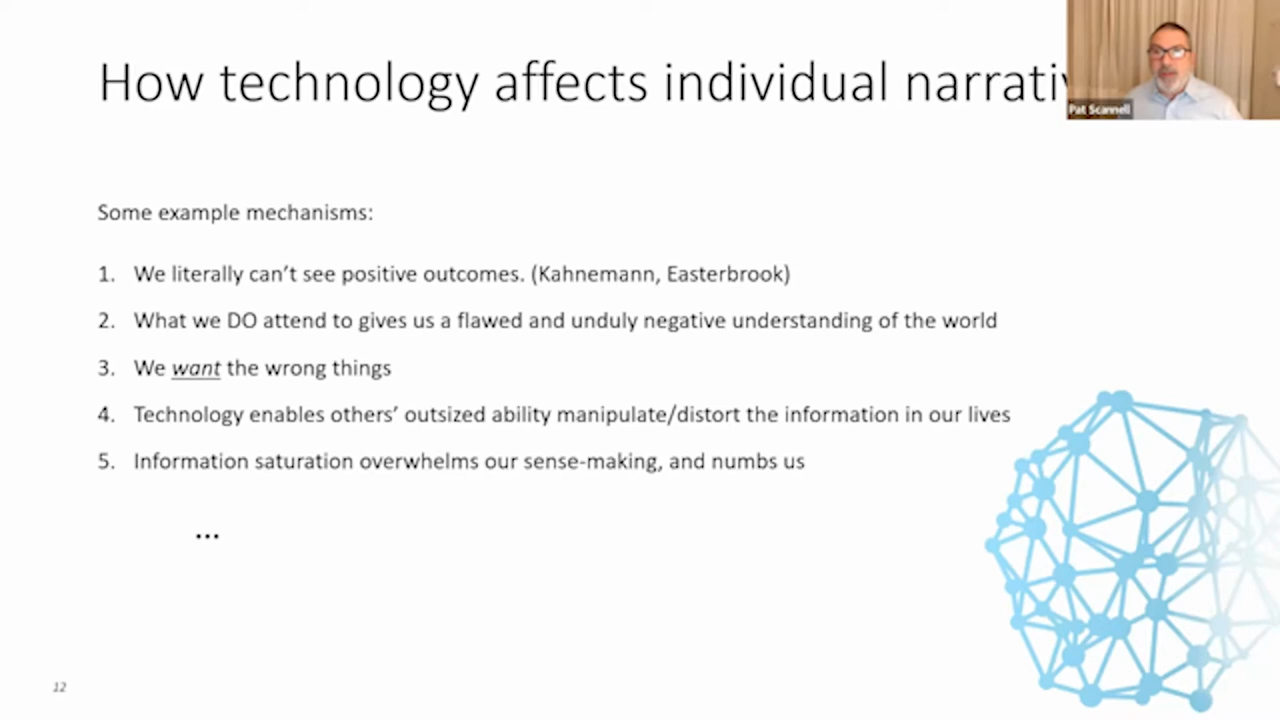 How technology affects individual narrativ
Pat Scannell
Some example mechanisms:
1. We literally can't see positive outcomes. (Kahnemann, Easterbrook)
2. What we DO attend to gives us a flawed and unduly negative understanding of the world
3. We want the wrong things
4. Technology enables others' outsized ability manipulate/distort the information in our lives
5. Information saturation overwhelms our sense-making, and numbs us
...
12